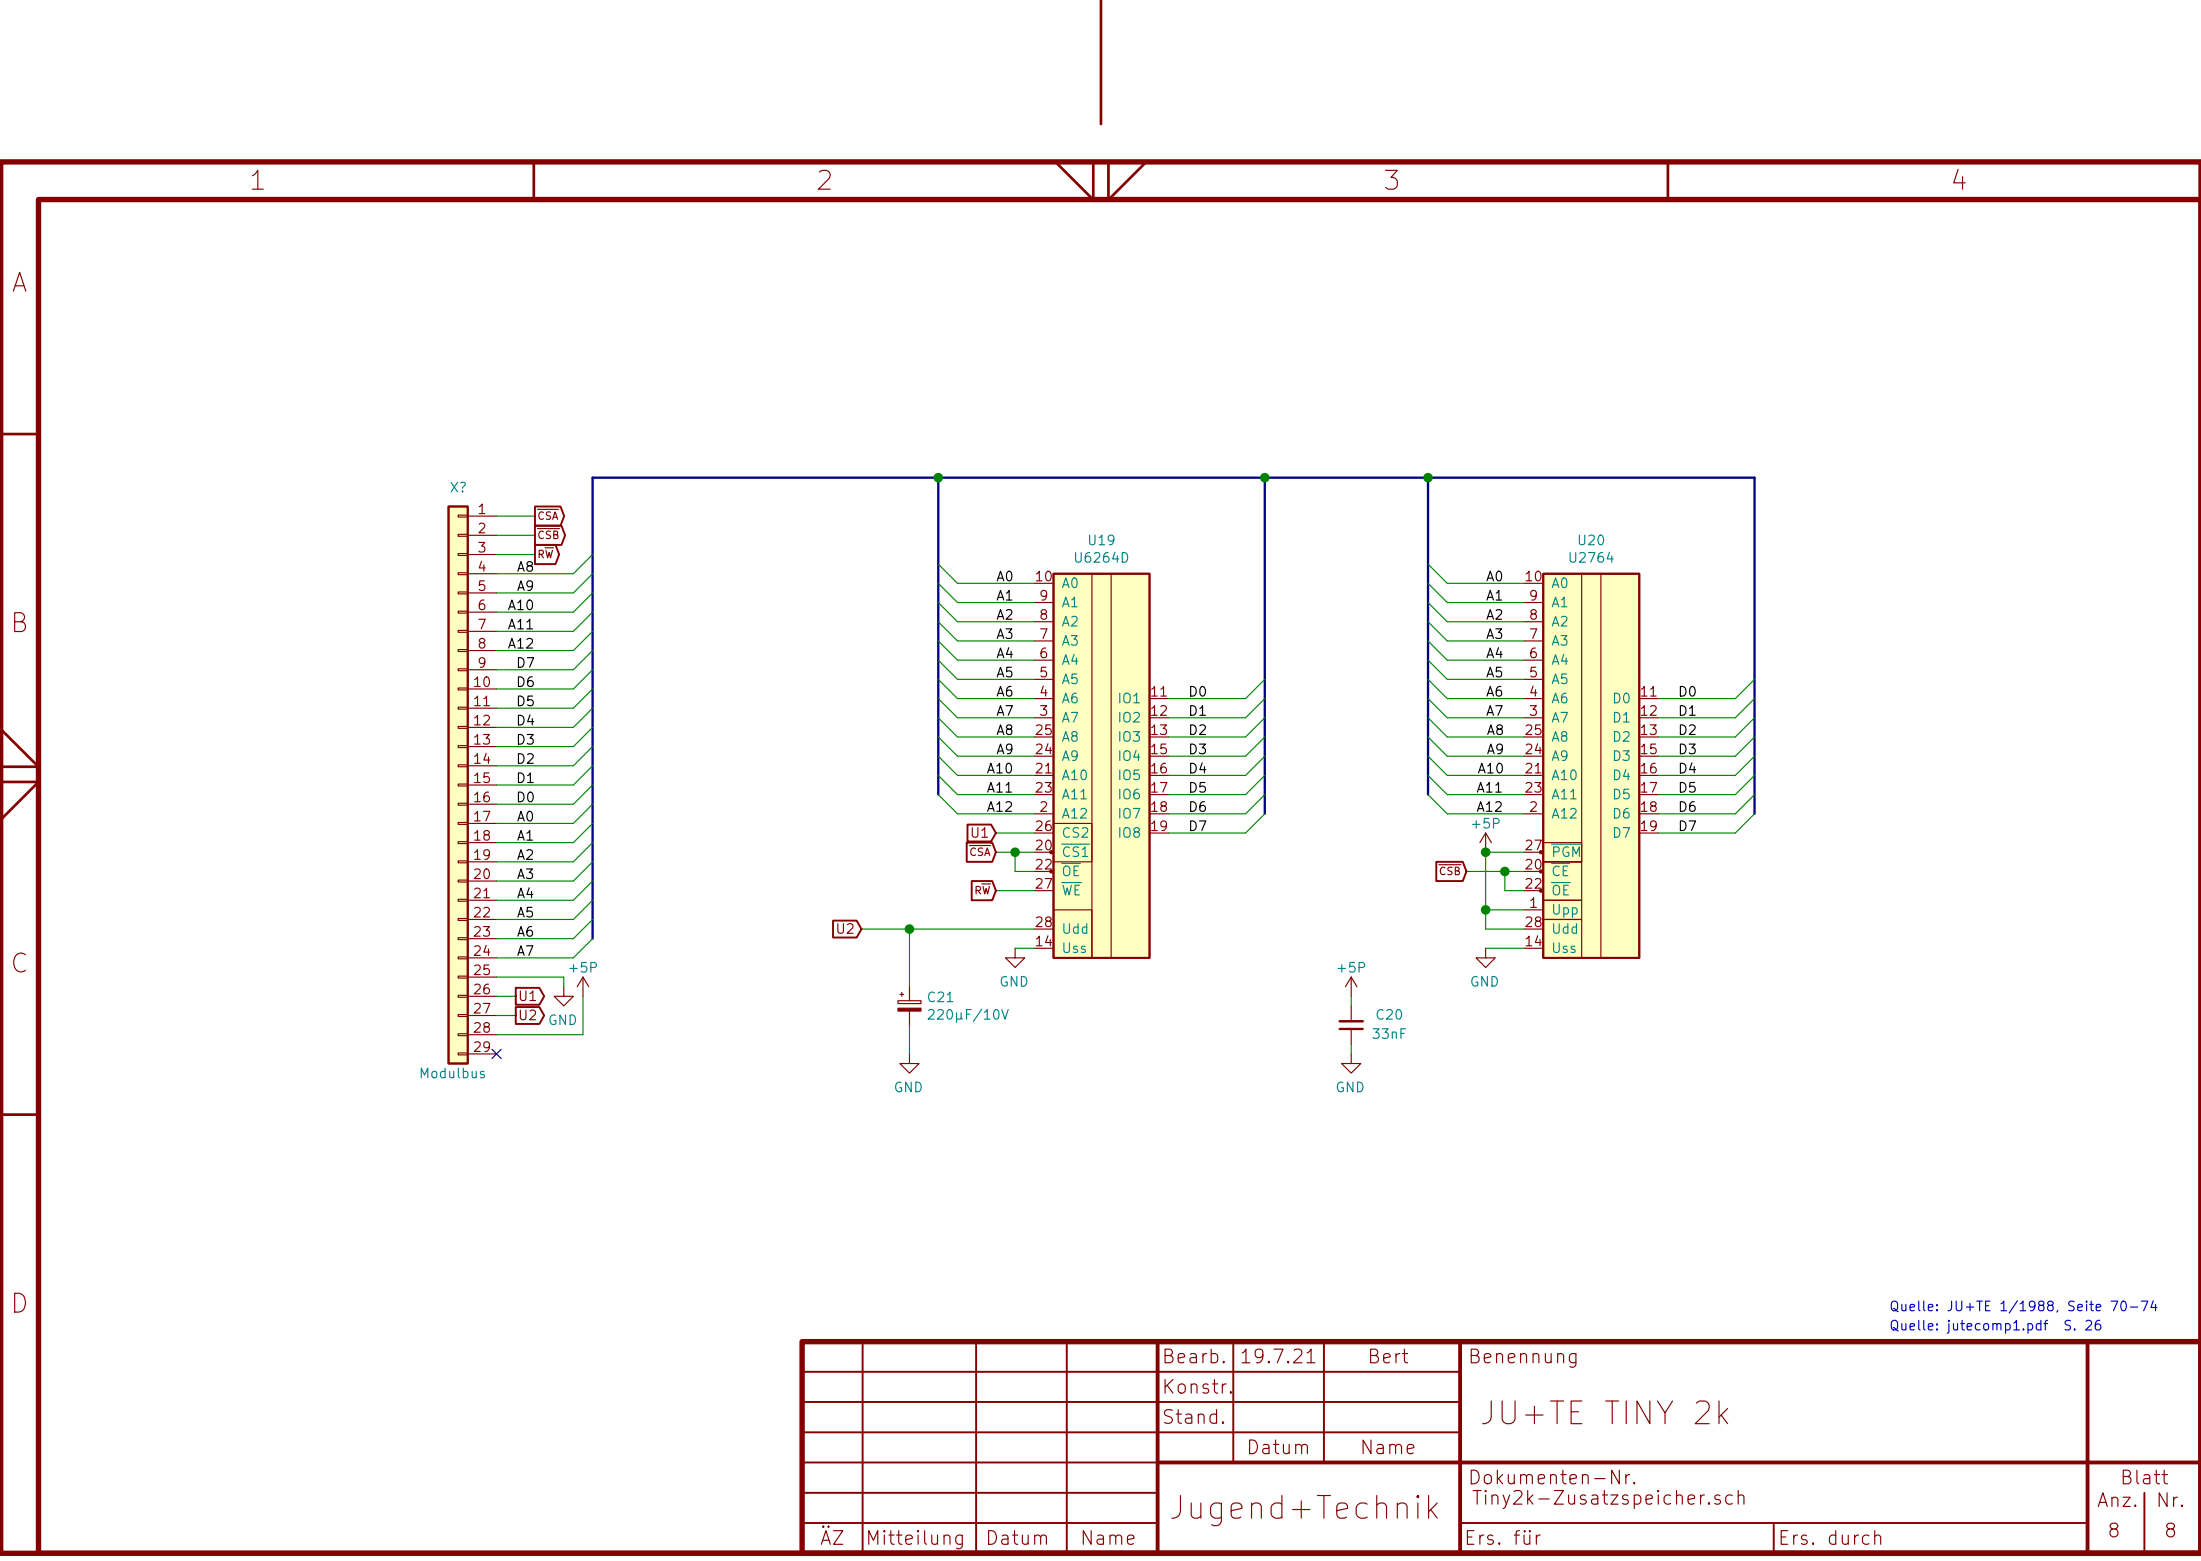 1 2 3 4
A
B
C
D
X?
1 CSA
2 CSB
3 RW
4 A8
5 A9
6 A10
7 A11
8 A12
9 D7
10 D6
11 D5
12 D4
13 D3
14 D2
15 D1
16 D0
17 A0
18 A1
19 A2
20 A3
21 A4
22 A5
23 A6
24 A7
25
26 U1
27 U2
28
29
+5P
GND
Modulbus
U19
U6264D
A0 10 A0
A1 9 A1
A2 8 A2
A3 7 A3
A4 6 A4
A5 5 A5
A6 4 A6 IO1 11 D0
A7 3 A7 IO2 12 D1
A8 25 A8 IO3 13 D2
A9 24 A9 IO4 15 D3
A10 21 A10 IO5 16 D4
A11 23 A11 IO6 17 D5
A12 2 A12 IO7 18 D6
U1 26 CS2 IO8 19 D7
CSA 20 CS1
22 OE
RW 27 WE
U2 28 Udd
14 Uss
GND
C21
220µF/10V
GND
U20
U2764
A0 10 A0
A1 9 A1
A2 8 A2
A3 7 A3
A4 6 A4
A5 5 A5
A6 4 A6 D0 11 D0
A7 3 A7 D1 12 D1
A8 25 A8 D2 13 D2
A9 24 A9 D3 15 D3
A10 21 A10 D4 16 D4
A11 23 A11 D5 17 D5
A12 2 A12 D6 18 D6
+5P D7 19 D7
27 PGM
CSB 20 CE
22 OE
1 Upp
28 Udd
14 Uss
GND
+5P
C20
33nF
GND
Quelle: JU+TE 1/1988, Seite 70-74
Quelle: jutecomp1.pdf S. 26
Bearb. 19.7.21 Bert
Konstr.
Stand.
Datum Name
Benennung
JU+TE TINY 2k
Jugend+Technik
Dokumenten-Nr.
Tiny2k-Zusatzspeicher.sch
Blatt
Anz. Nr.
8 8
ÄZ Mitteilung Datum Name
Ers. für Ers. durch